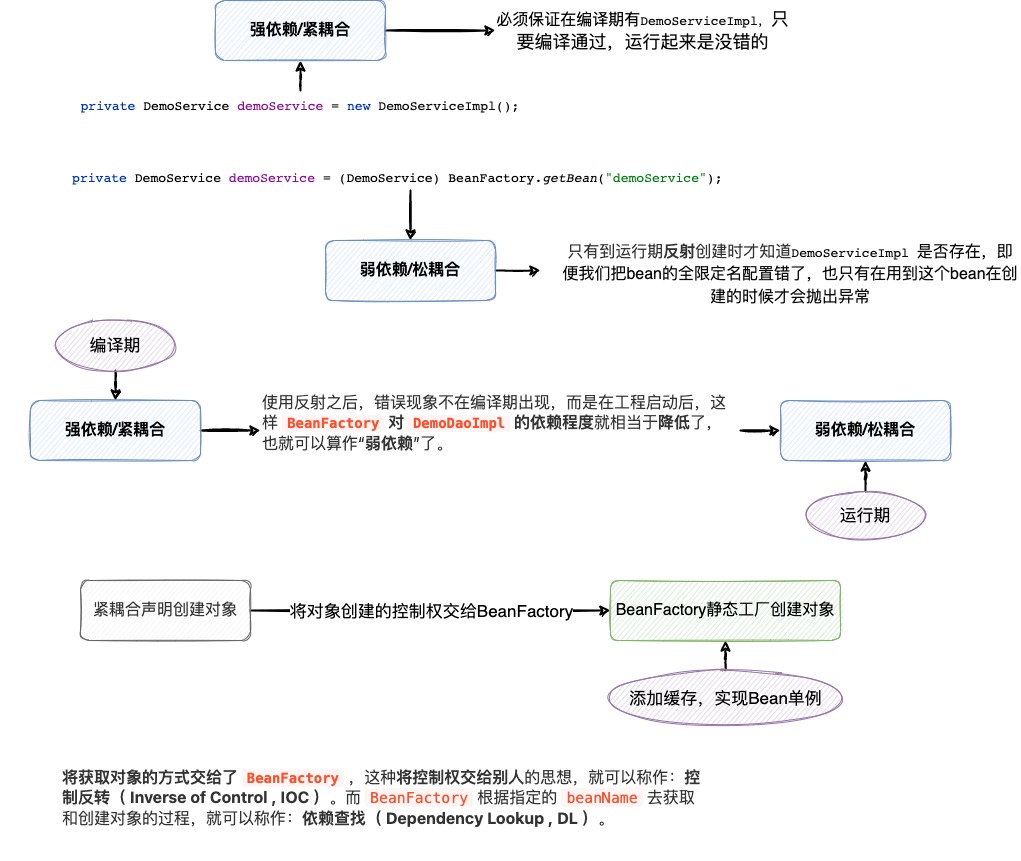 强依赖/紧耦合
必须保证在编译期有DemoServiceImpl，只
要编译通过，运行起来是没错的
private DemoService demoService = new DemoServiceImpl();
private DemoService demoService = (DemoService) BeanFactory.getBean("demoService");
弱依赖/松耦合
只有到运行期反射创建时才知道DemoServiceImpl 是否存在，即
便我们把bean的全限定名配置错了，也只有在用到这个bean在创
建的时候才会抛出异常
编译期
强依赖/紧耦合
使用反射之后，错误现象不在编译期出现，而是在工程启动后，这
样 BeanFactory 对 DemoDaoImpl 的依赖程度就相当于降低了，
也就可以算作“弱依赖”了。
弱依赖/松耦合
运行期
紧耦合声明创建对象
将对象创建的控制权交给BeanFactory
BeanFactory静态工厂创建对象
添加缓存，实现Bean单例
将获取对象的方式交给了 BeanFactory ，这种将控制权交给别人的思想，就可以称作：控
制反转（ Inverse of Control , IOC ）。而 BeanFactory 根据指定的 beanName 去获取
和创建对象的过程，就可以称作：依赖查找（ Dependency Lookup , DL ）。